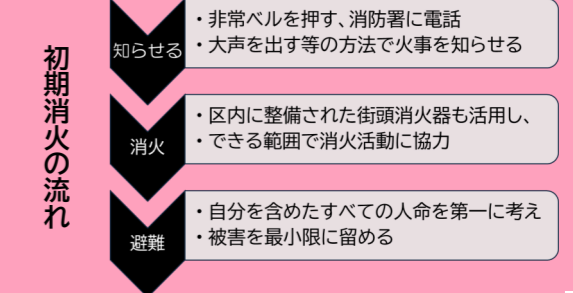 初期消火の流れ
知らせる
・非常ベルを押す、消防署に電話
・大声を出す等の方法で火事を知らせる
消火
・区内に整備された街頭消火器も活用し、
・できる範囲で消火活動に協力
避難
・自分を含めたすべての人命を第一に考え
・被害を最小限に留める